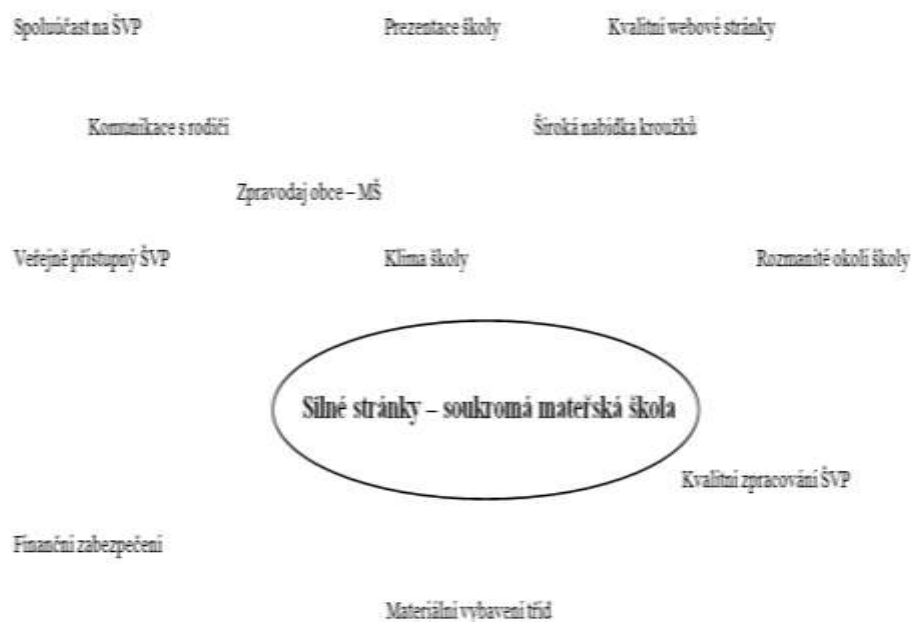 Spoluúčast na ŠVP
Prezentace školy
Kvalitní webové stránky
Komunikace s rodiči
Široká nabídka kroužků
Zpravodaj obce – MŠ
Veřejně přístupný ŠVP
Klima školy
Rozmanité okolí školy
Silné stránky – soukromá mateřská škola
Kvalitní zpracování ŠVP
Finanční zabezpečení
Materiální vybavení tříd